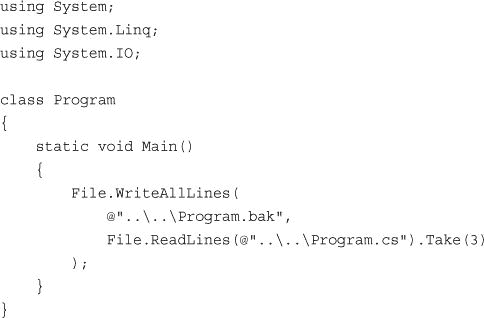 using System;
using System.Linq;
using System.IO;
class Program
{
    static void Main()
    {
        File.WriteAllLines(
            @"..\..\Program.bak",
            File.ReadLines(@"..\..\Program.cs").Take(3)
        );
    }
}